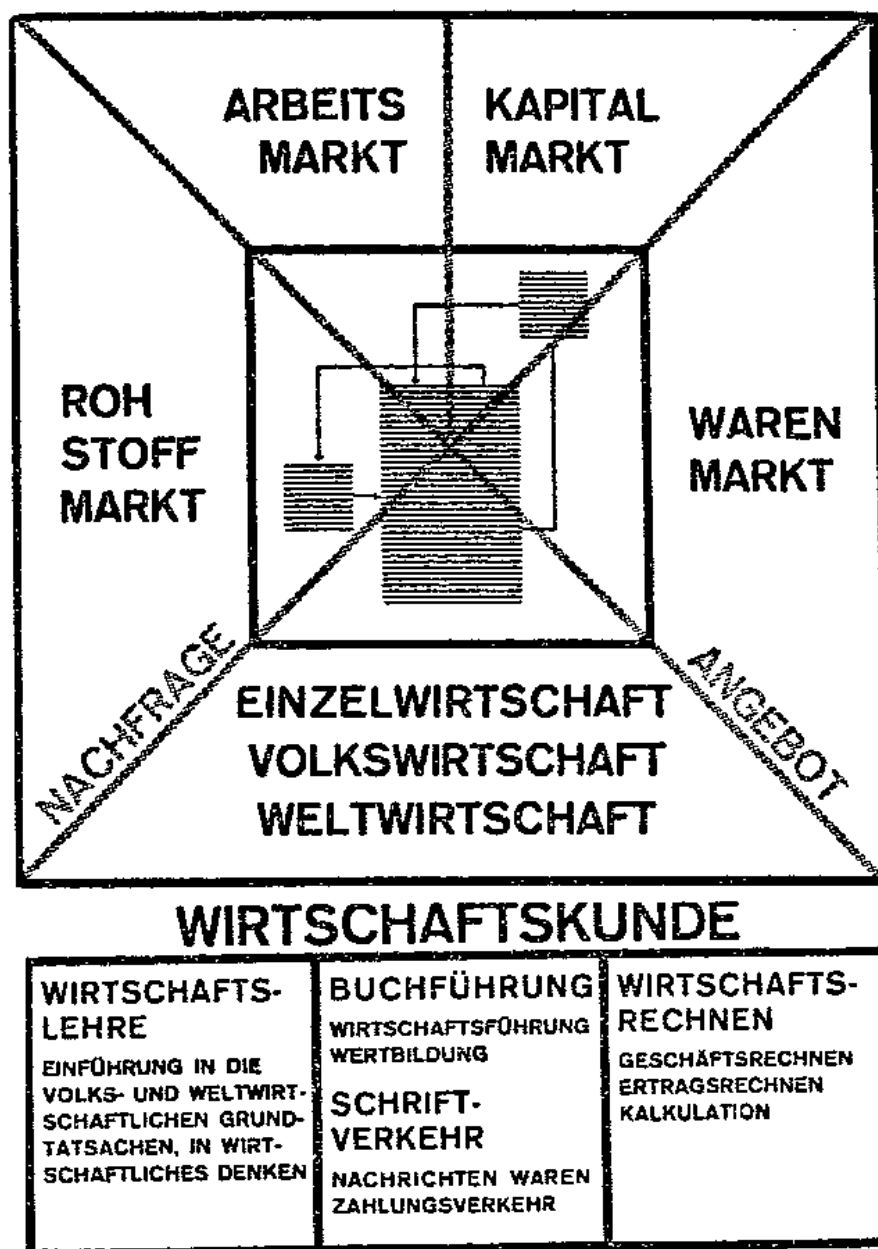 ARBEITS
MARKT
KAPITAL
MARKT
ROH
STOFF
MARKT
WAREN
MARKT
NACHFRAGE
ANGEBOT
EINZELWIRTSCHAFT
VOLKSWIRTSCHAFT
WELTWIRTSCHAFT
WIRTSCHAFTSKUNDE
WIRTSCHAFTS-
LEHRE
EINFÜHRUNG IN DIE
VOLKS- UND WELTWIRT-
SCHAFTLICHEN GRUND-
TATSACHEN, IN WIRT-
SCHAFTLICHES DENKEN
BUCHFÜHRUNG
WIRTSCHAFTSFÜHRUNG
WERTBILDUNG
SCHRIFT-
VERKEHR
NACHRICHTEN WAREN
ZAHLUNGSVERKEHR
WIRTSCHAFTS-
RECHNEN
GESCHÄFTSRECHNEN
ERTRAGSRECHNEN
KALKULATION